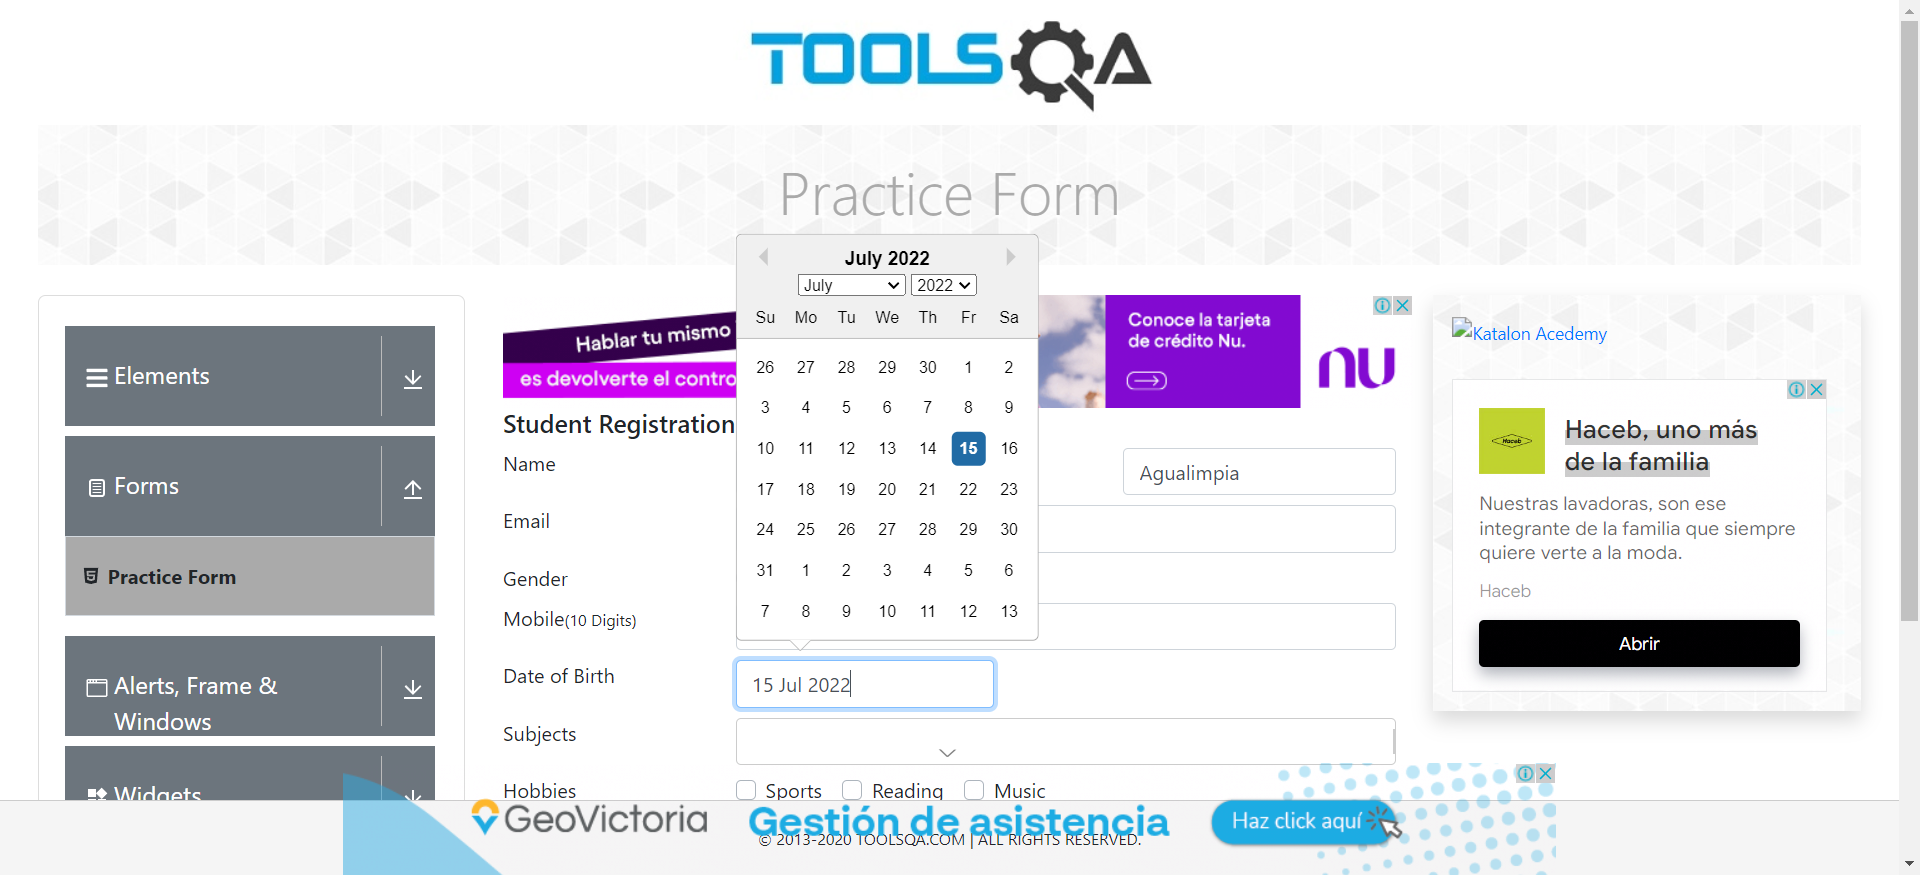 TOOLSQA
Practice Form
July 2022
July 2022
Su Mo Tu We Th Fr Sa
26 27 28 29 30 1 2
3 4 5 6 7 8 9
10 11 12 13 14 15 16
17 18 19 20 21 22 23
24 25 26 27 28 29 30
31 1 2 3 4 5 6
7 8 9 10 11 12 13
Elements
Forms
Practice Form
Alerts, Frame &
Windows
Widgets
Hablar tu mismo
es devolverte el contro
Conoce la tarjeta
de crédito Nu.
nu
Student Registration
Name
Agualimpia
Email
Gender
Mobile(10 Digits)
Date of Birth
15 Jul 2022
Subjects
Hobbies
Sports Reading Music
Katalon Acedemy
Haceb
Haceb, uno más
de la familia
Nuestras lavadoras, son ese
integrante de la familia que siempre
quiere verte a la moda.
Haceb
Abrir
GeoVictoria
Gestión de asistencia
Haz click aquí
© 2013-2020 TOOLSQA.COM | ALL RIGHTS RESERVED.